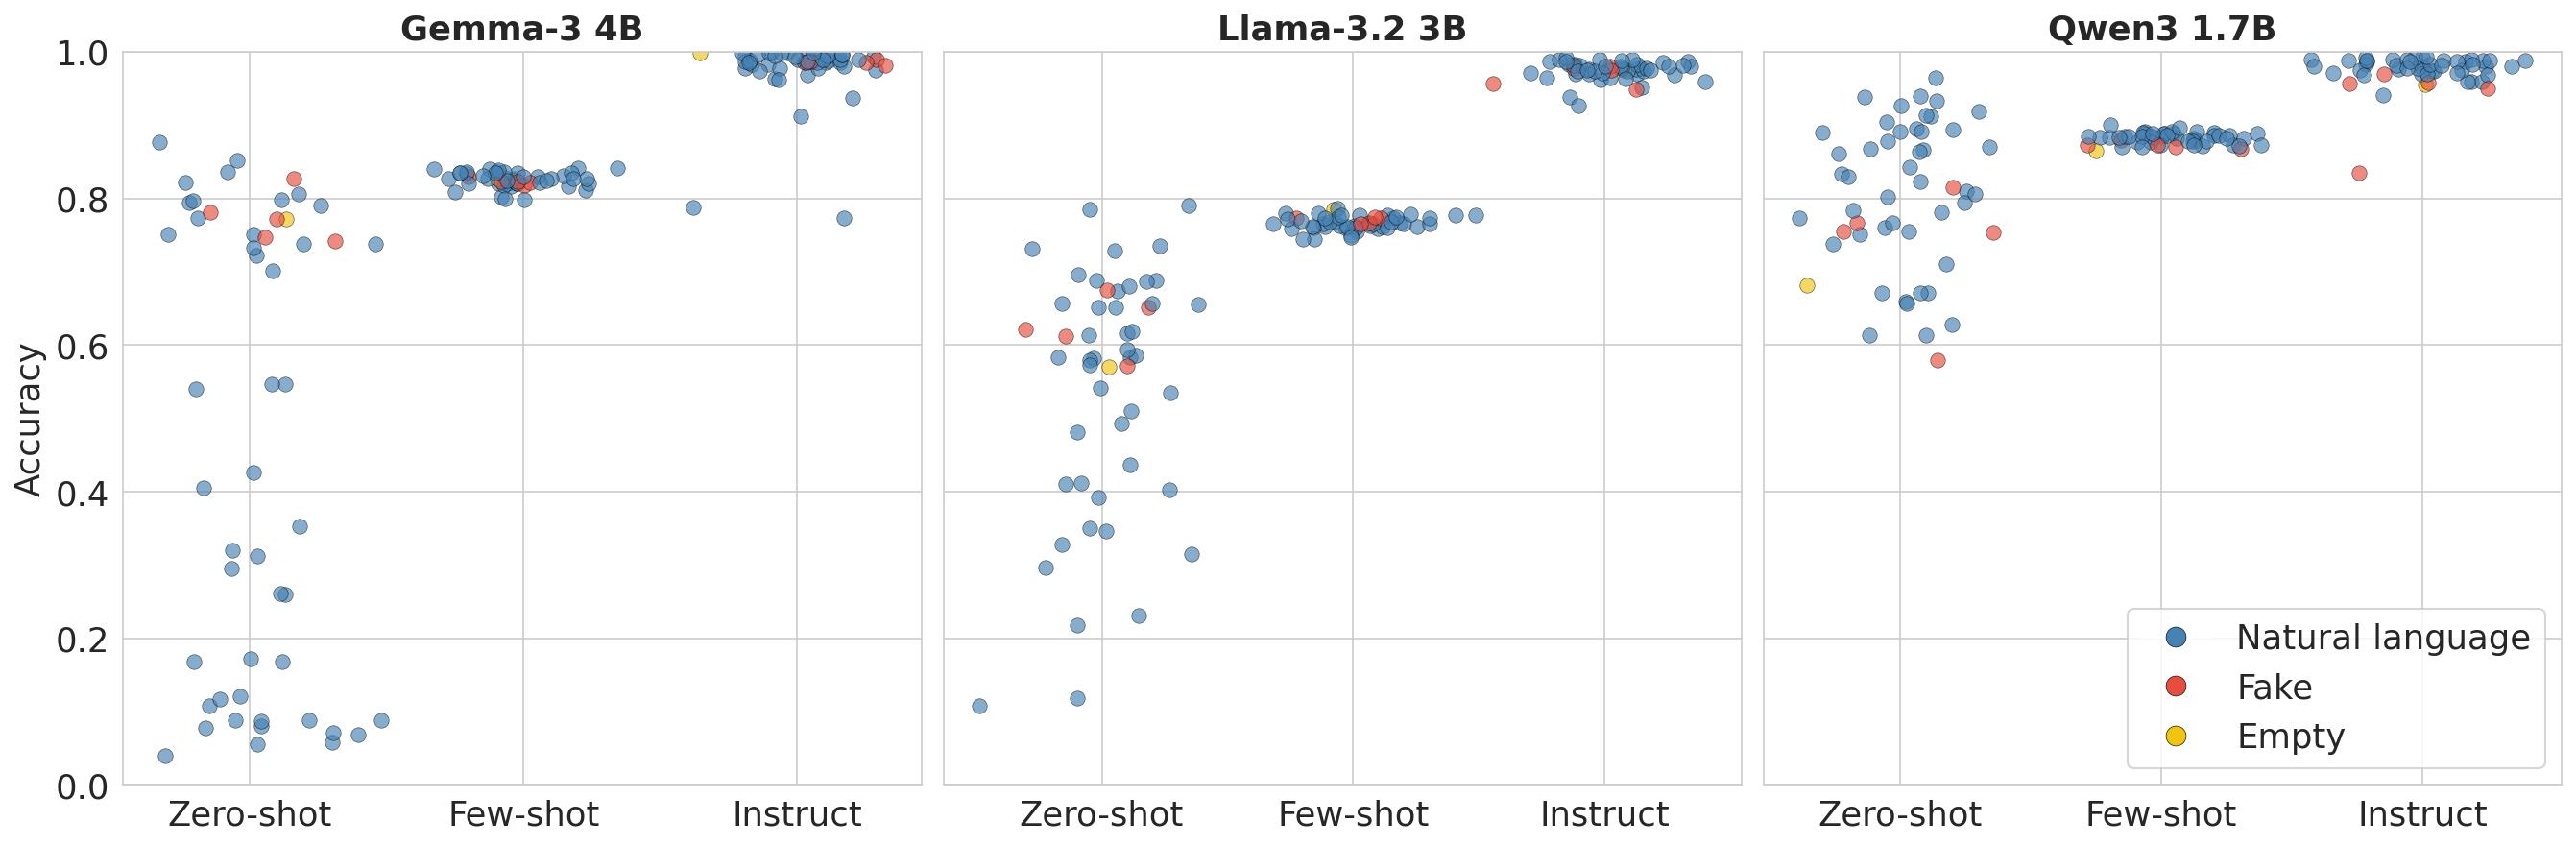 Gemma-3 4B
Llama-3.2 3B
Qwen3 1.7B
Accuracy
1.0
0.8
0.6
0.4
0.2
0.0
Zero-shot
Few-shot
Instruct
Zero-shot
Few-shot
Instruct
Zero-shot
Few-shot
Instruct
Natural language
Fake
Empty